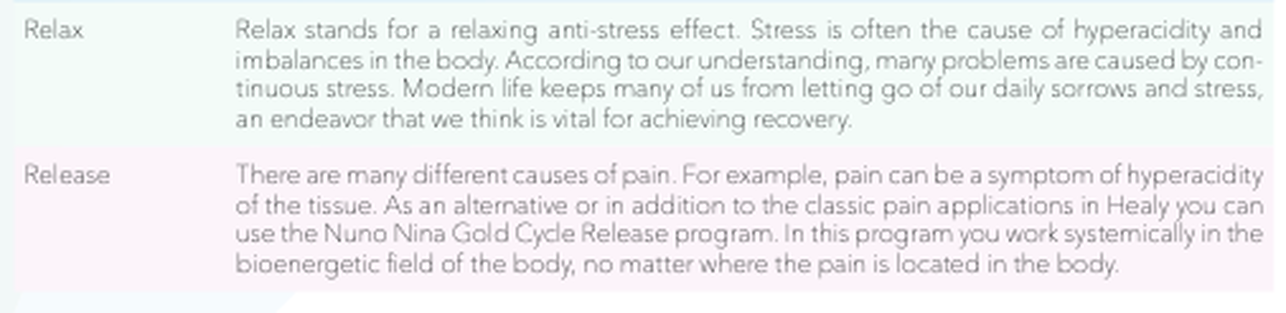 Relax
Relax stands for a relaxing anti-stress effect. Stress is often the cause of hyperacidity and
imbalances in the body. According to our understanding, many problems are caused by con-
tinuous stress. Modern life keeps many of us from letting go of our daily sorrows and stress,
an endeavor that we think is vital for achieving recovery.
Release
There are many different causes of pain. For example, pain can be a symptom of hyperacidity
of the tissue. As an alternative or in addition to the classic pain applications in Healy you can
use the Nuno Nina Gold Cycle Release program. In this program you work systemically in the
bioenergetic field of the body, no matter where the pain is located in the body.